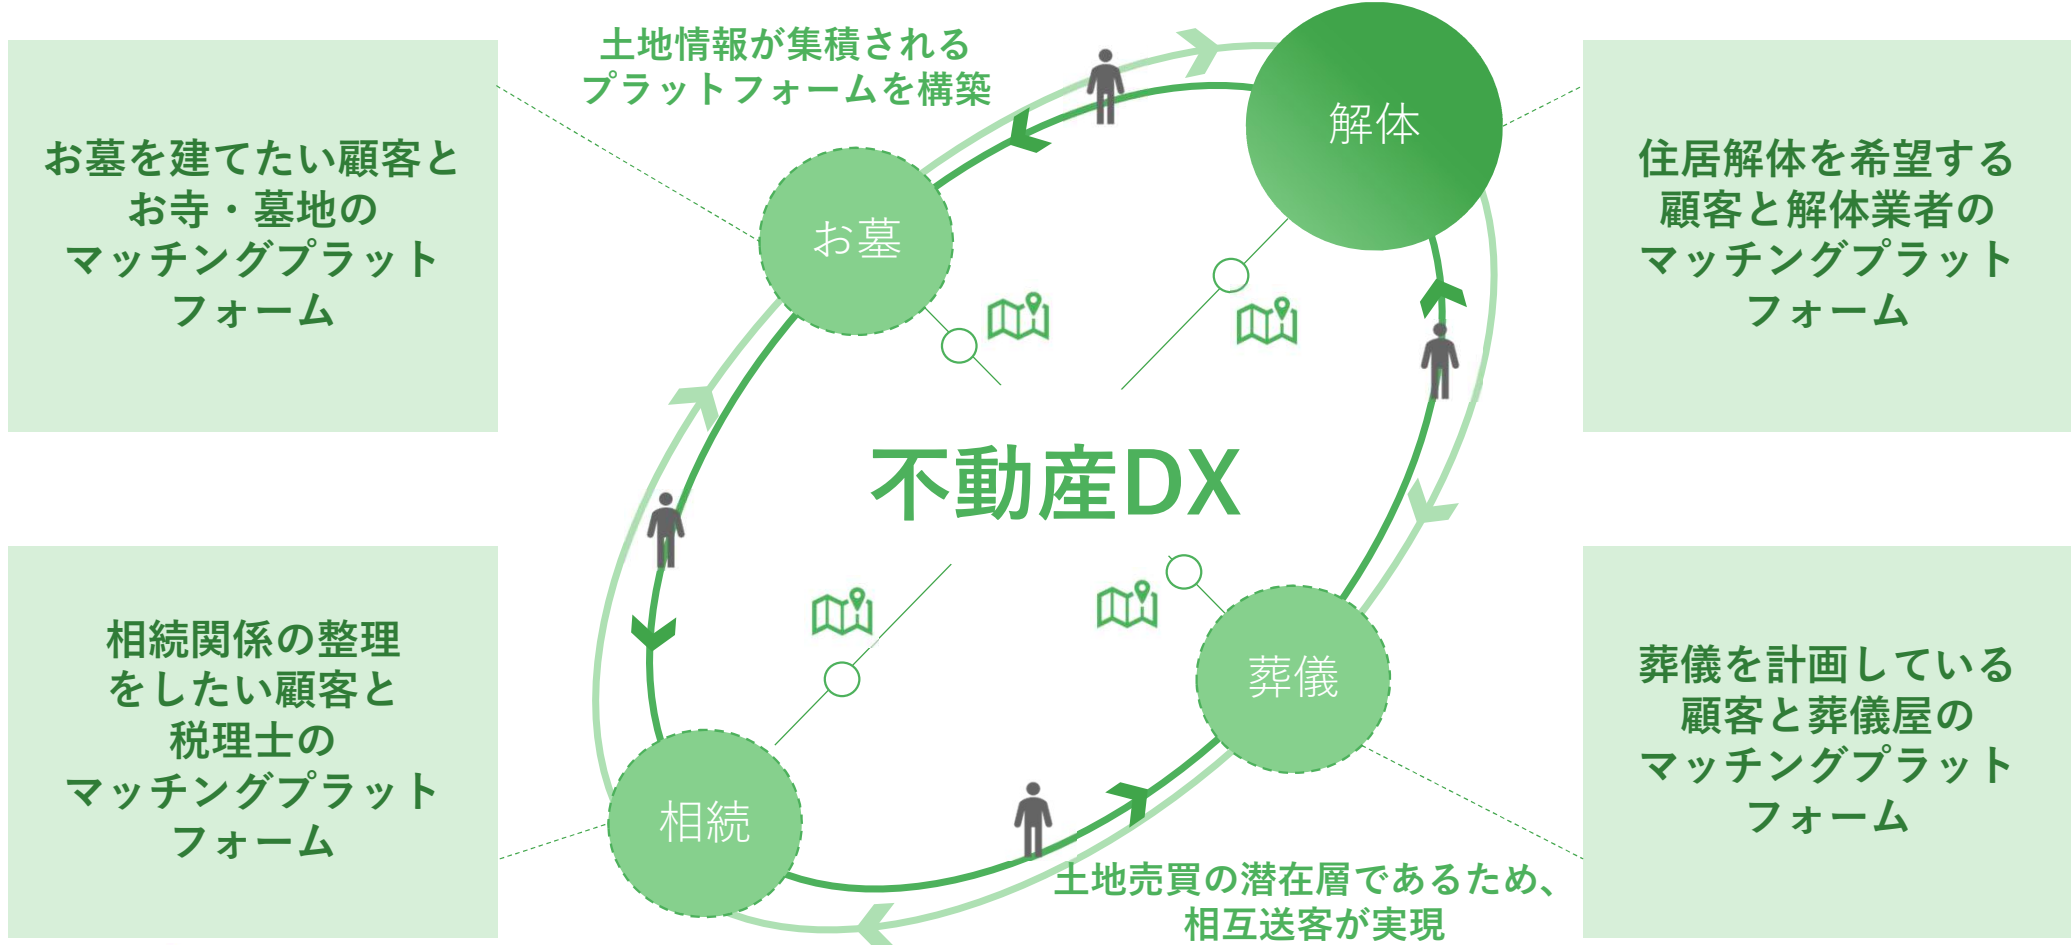 土地情報が集積される
プラットフォームを構築
お墓を建てたい顧客と
お寺・墓地の
マッチングプラット
フォーム
お墓
解体
住居解体を希望する
顧客と解体業者の
マッチングプラット
フォーム
不動産DX
相続関係の整理
をしたい顧客と
税理士の
マッチングプラット
フォーム
相続
葬儀
葬儀を計画している
顧客と葬儀屋の
マッチングプラット
フォーム
土地売買の潜在層であるため、
相互送客が実現